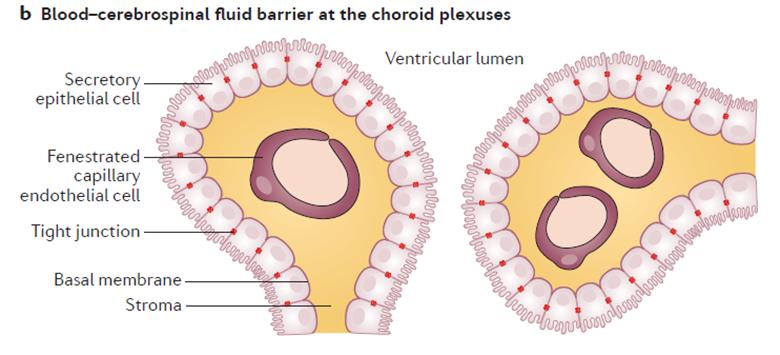 b Blood–cerebrospinal fluid barrier at the choroid plexuses
Ventricular lumen
Secretory
epithelial cell
Fenestrated
capillary
endothelial cell
Tight junction
Basal membrane
Stroma